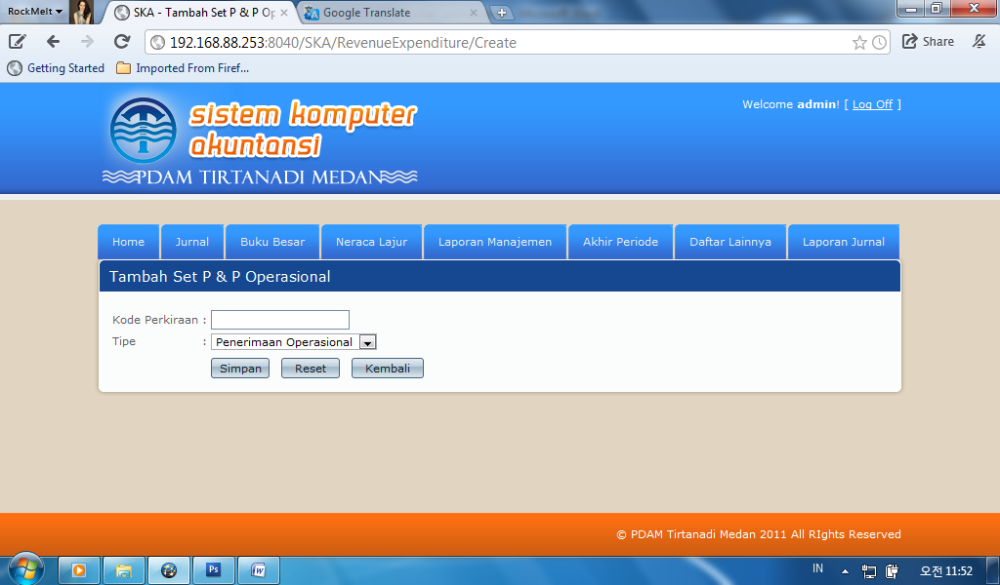 RockMelt
SKA - Tambah Set P & P Op
Google Translate
192.168.88.253:8040/SKA/RevenueExpenditure/Create
Share
Getting Started
Imported From Firef...
sistem komputer
akuntansi
PDAM TIRTANADI MEDAN
Welcome admin! [ Log Off ]
Home Jurnal Buku Besar Neraca Lajur Laporan Manajemen Akhir Periode Daftar Lainnya Laporan Jurnal
Tambah Set P & P Operasional
Kode Perkiraan :
Tipe : Penerimaan Operasional
Simpan Reset Kembali
© PDAM Tirtanadi Medan 2011 All RIghts Reserved
Ps
W
IN
오전 11:52